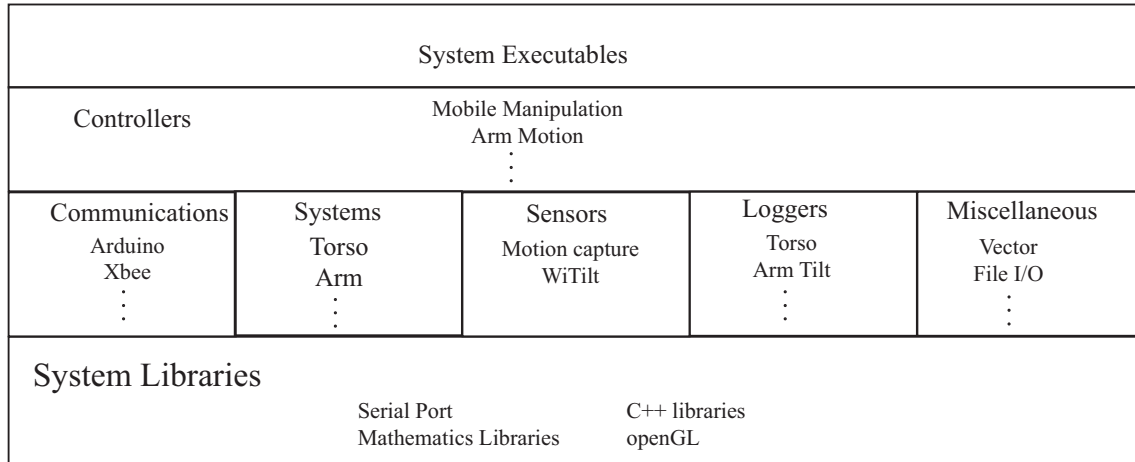 System Executables
Controllers
Mobile Manipulation
Arm Motion
Communications
Arduino
Xbee
Systems
Torso
Arm
Sensors
Motion capture
WiTilt
Loggers
Torso
Arm Tilt
Miscellaneous
Vector
File I/O
System Libraries
Serial Port
C++ libraries
Mathematics Libraries
openGL